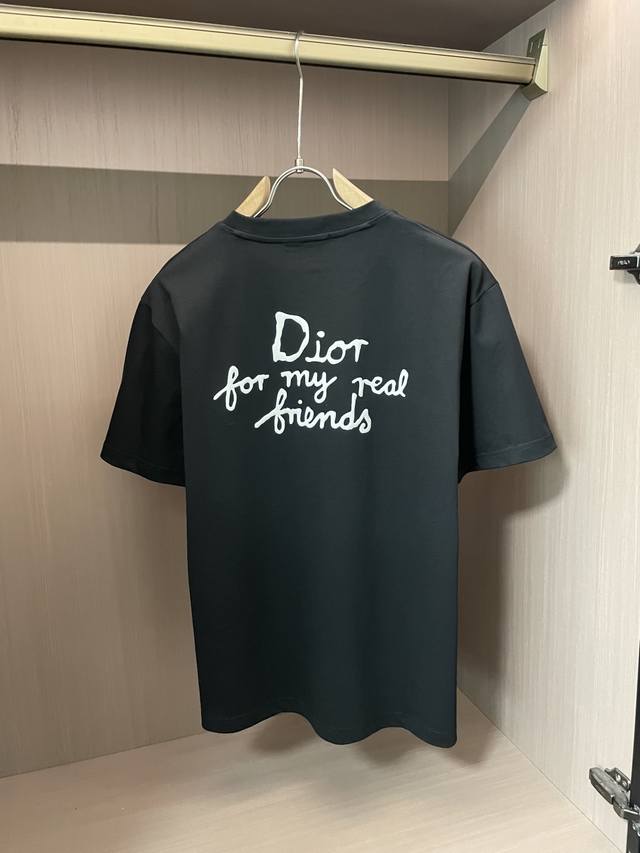 Dior
for my real
friends